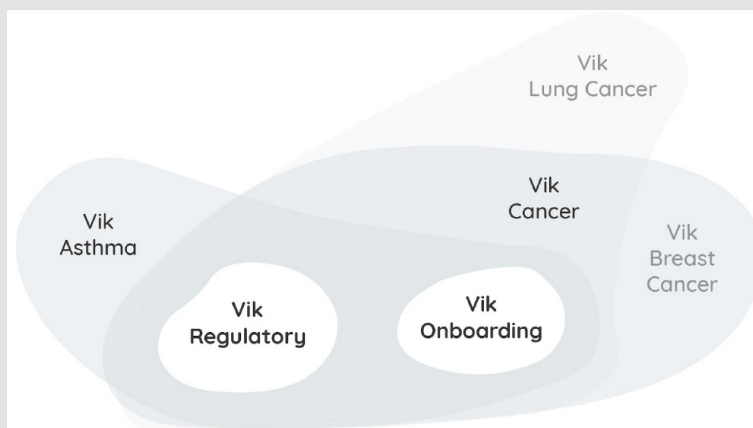 Vik
Lung Cancer
Vik
Cancer
Vik
Asthma
Vik
Breast
Cancer
Vik
Regulatory
Vik
Onboarding